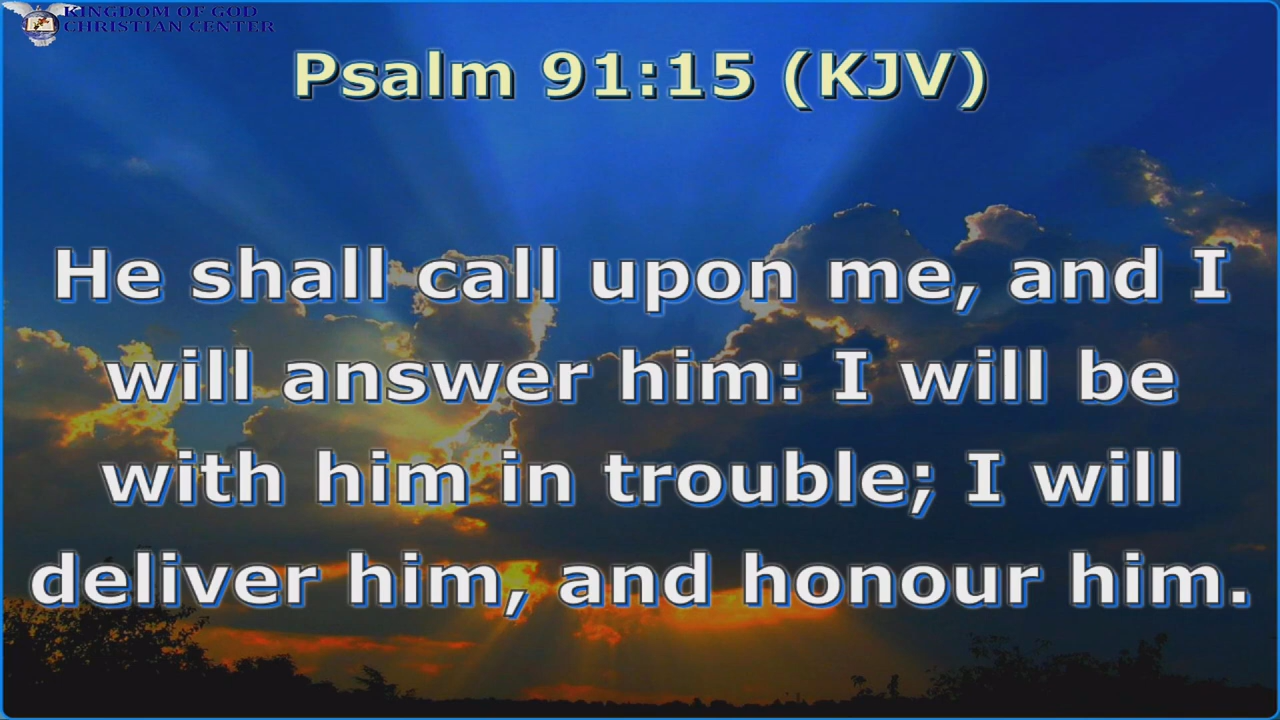 KINGDOM OF GOD
CHRISTIAN CENTER
Psalm 91:15 (KJV)
He shall call upon me, and I
will answer him: I will be
with him in trouble; I will
deliver him, and honour him.